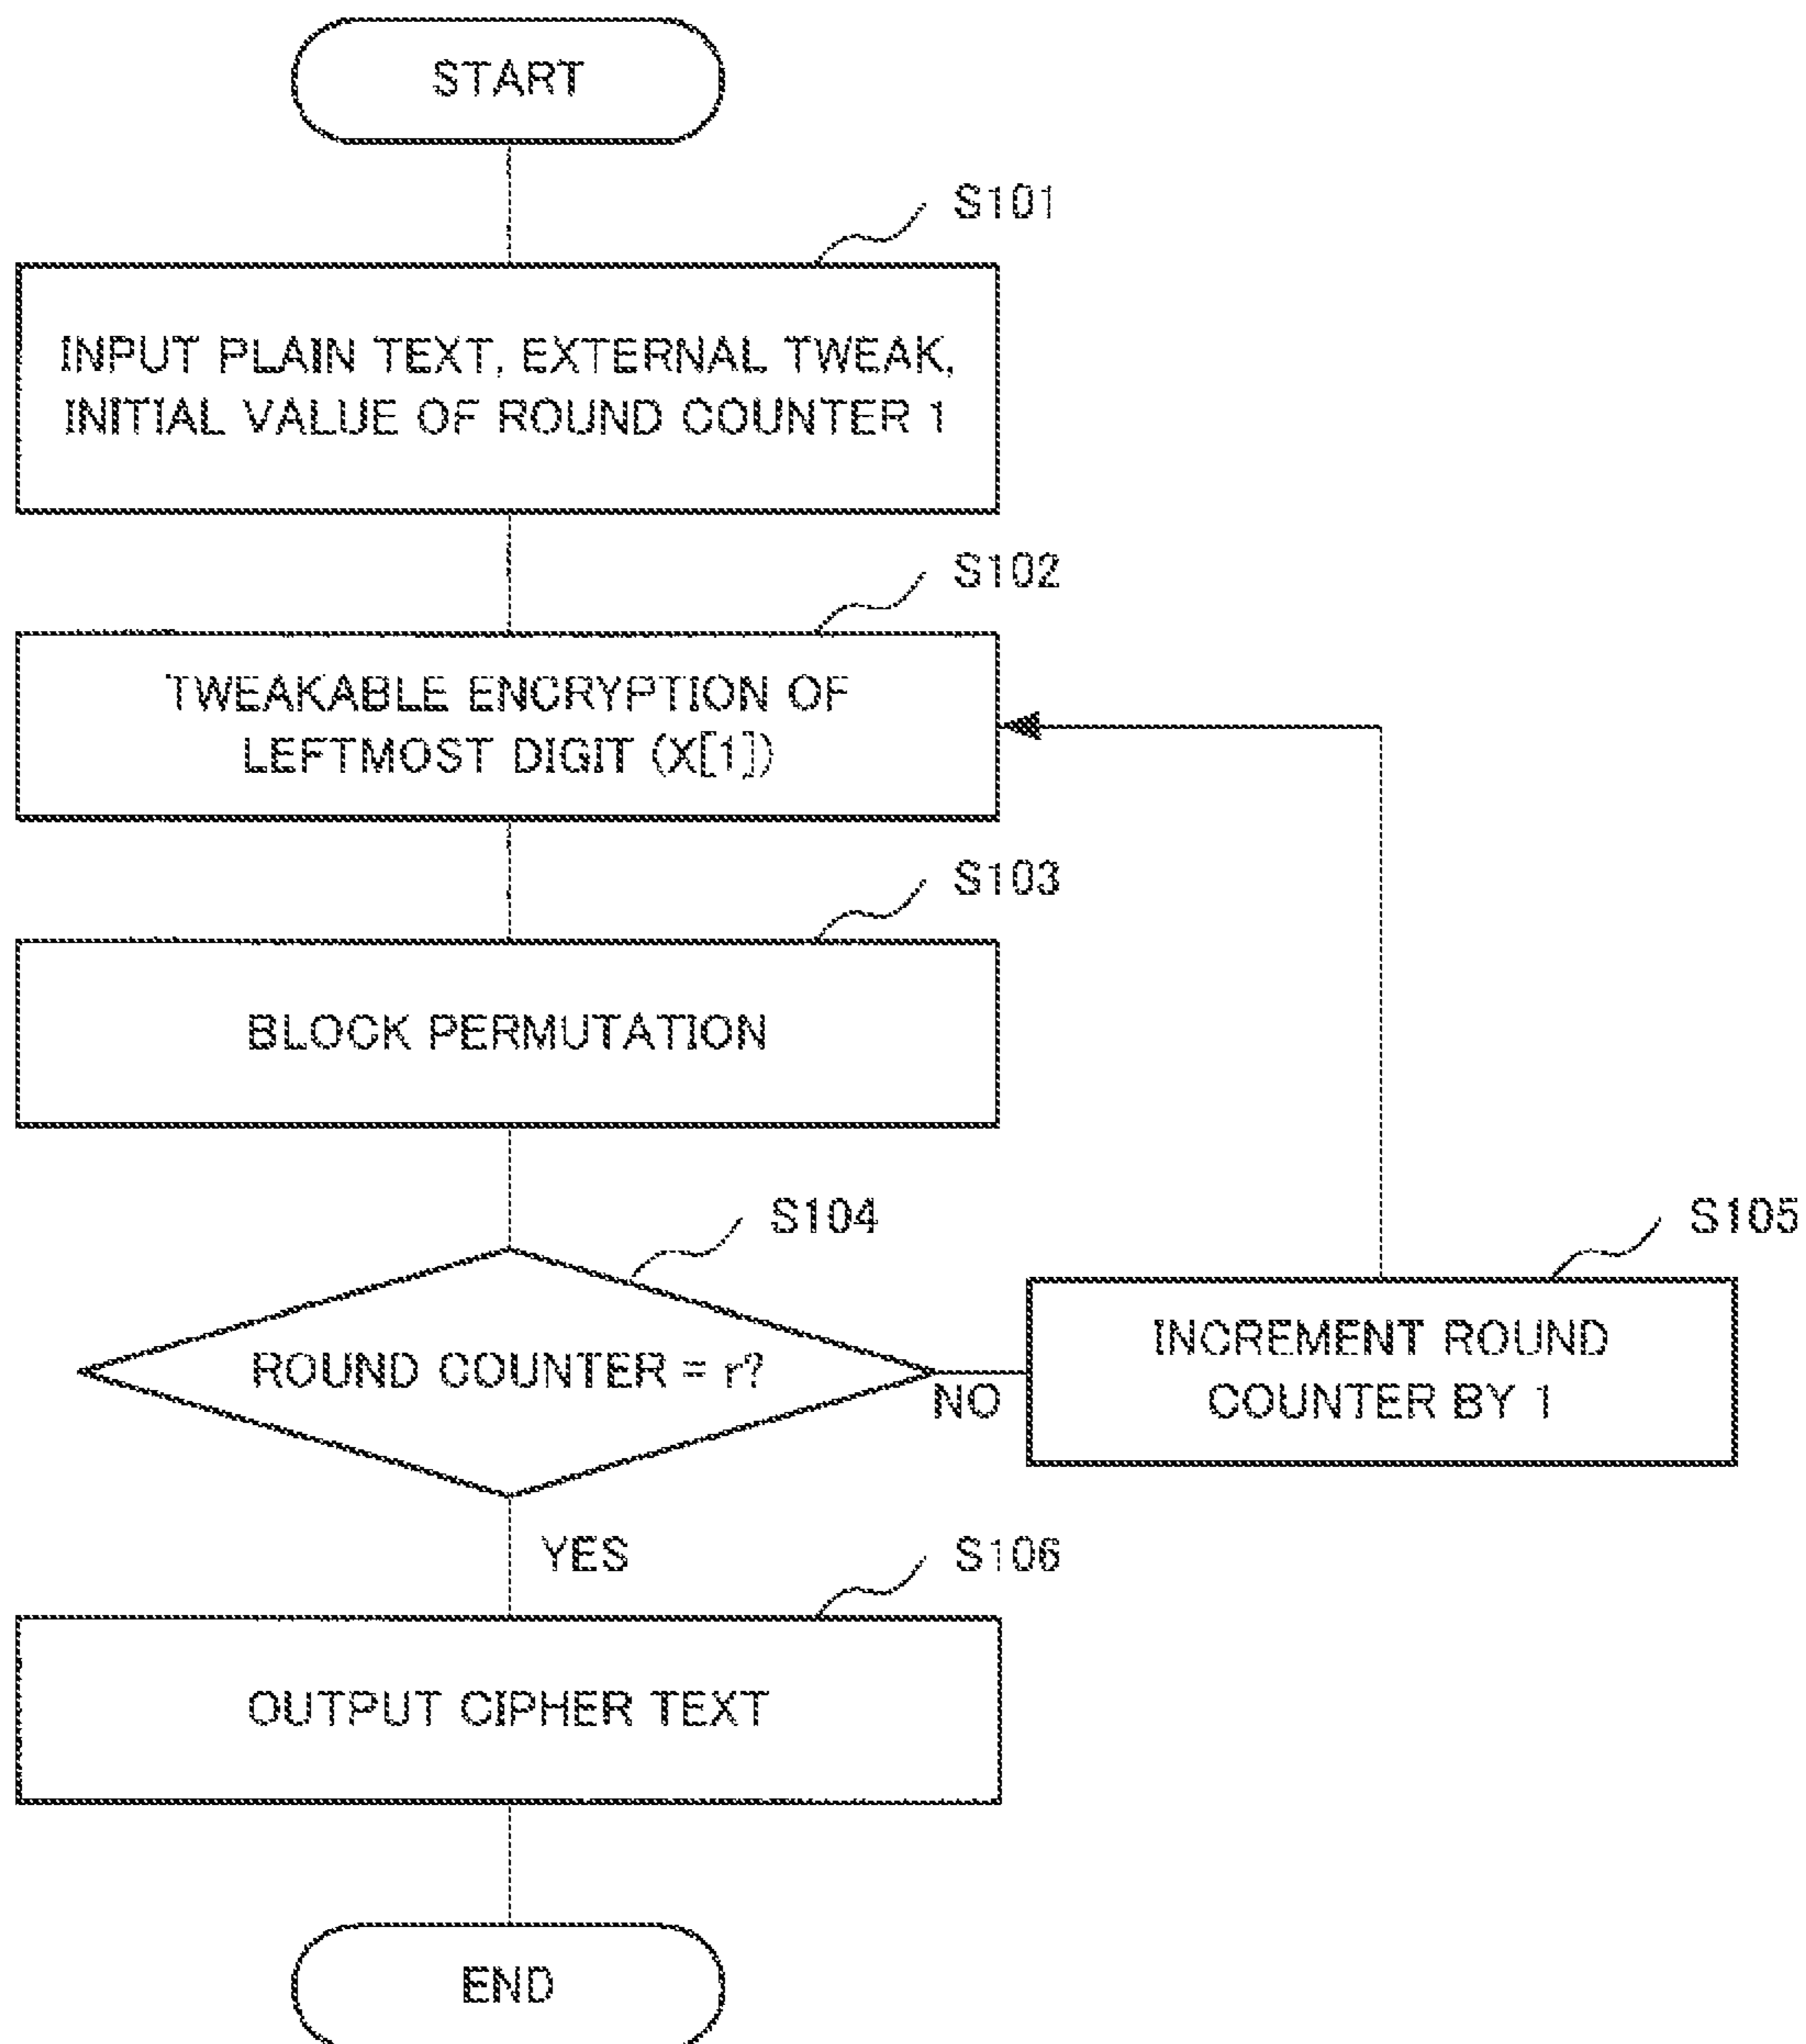 START
S101
INPUT PLAIN TEXT, EXTERNAL TWEAK,
INITIAL VALUE OF ROUND COUNTER 1
S102
TWEAKABLE ENCRYPTION OF
LEFTMOST DIGIT (X[1])
S103
BLOCK PERMUTATION
S104
ROUND COUNTER = r?
NO
S105
INCREMENT ROUND
COUNTER BY 1
YES
S106
OUTPUT CIPHER TEXT
END